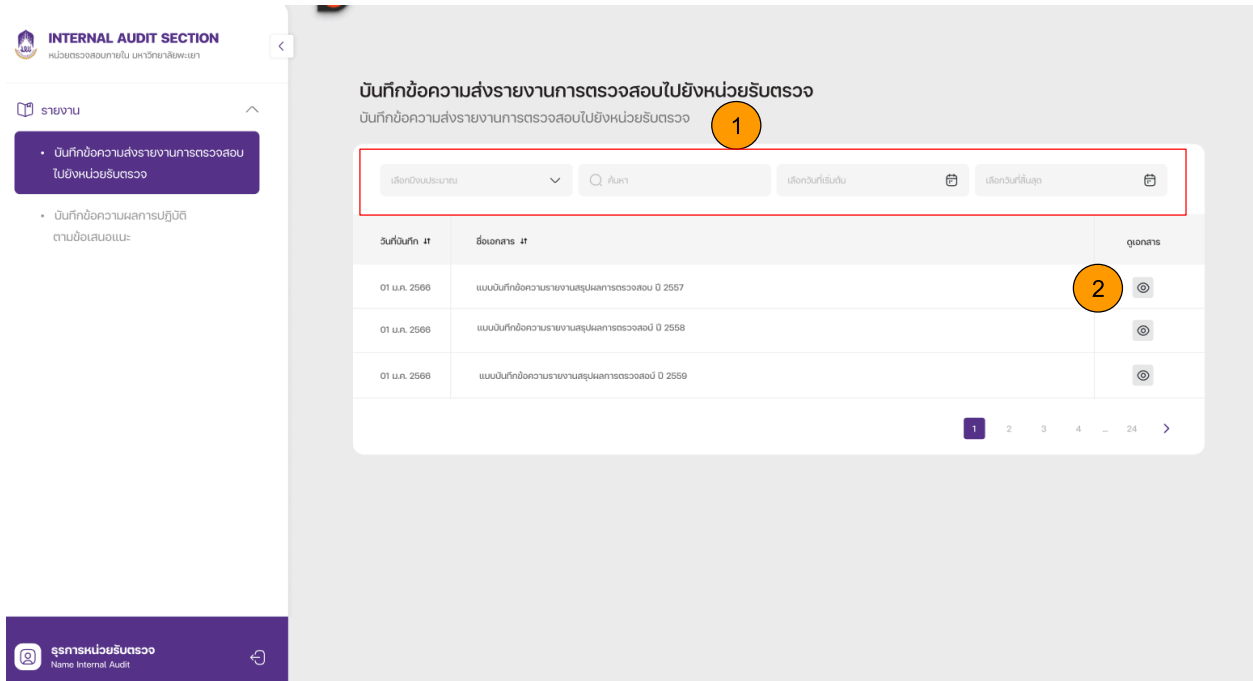 INTERNAL AUDIT SECTION
หน่วยตรวจสอบภายใน มหาวิทยาลัยพะเยา
รายงาน
• บันทึกข้อความส่งรายงานการตรวจสอบ
ไปยังหน่วยรับตรวจ
• บันทึกข้อความผลการปฏิบัติ
ตามข้อเสนอแนะ
ธุรการหน่วยรับตรวจ
Name Internal Audit
บันทึกข้อความส่งรายงานการตรวจสอบไปยังหน่วยรับตรวจ
บันทึกข้อความส่งรายงานการตรวจสอบไปยังหน่วยรับตรวจ
1
เลือกปีงบประมาณ ค้นหา เลือกวันที่เริ่มต้น เลือกวันที่สิ้นสุด
วันที่บันทึก ชื่อเอกสาร ดูเอกสาร
01 ม.ค. 2566 แบบบันทึกข้อความรายงานสรุปผลการตรวจสอบ ปี 2557 2
01 ม.ค. 2566 แบบบันทึกข้อความรายงานสรุปผลการตรวจสอบ์ ปี 2558
01 ม.ค. 2566 แบบบันทึกข้อความรายงานสรุปผลการตรวจสอบ์ ปี 2559
1 2 3 4 ... 24